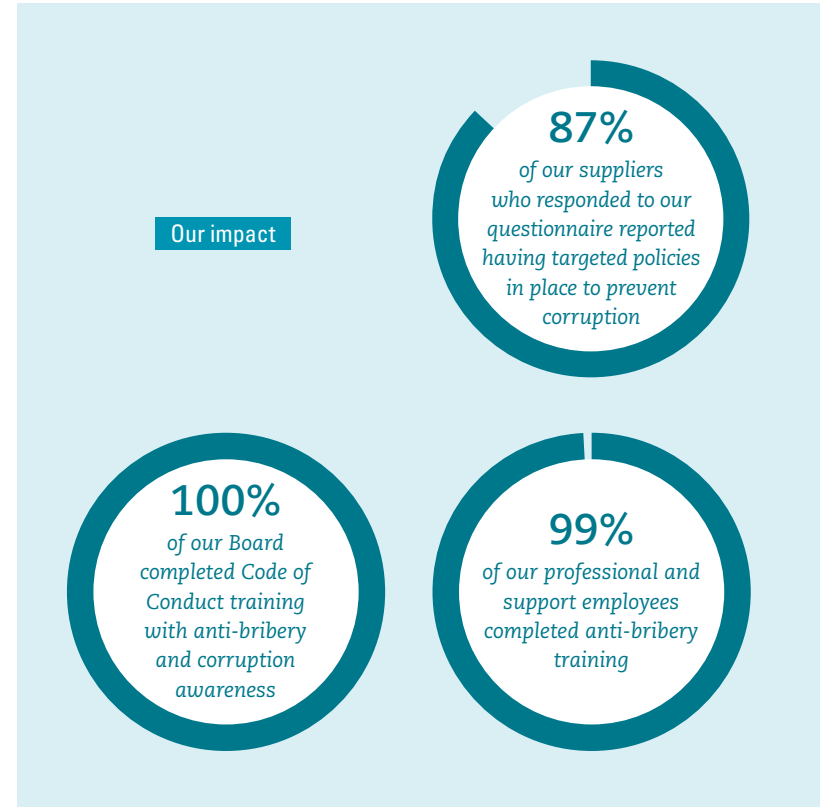 Our impact
87%
of our suppliers
who responded to our
questionnaire reported
having targeted policies
in place to prevent
corruption
100%
of our Board
completed Code of
Conduct training
with anti-bribery
and corruption
awareness
99%
of our professional and
support employees
completed anti-bribery
training